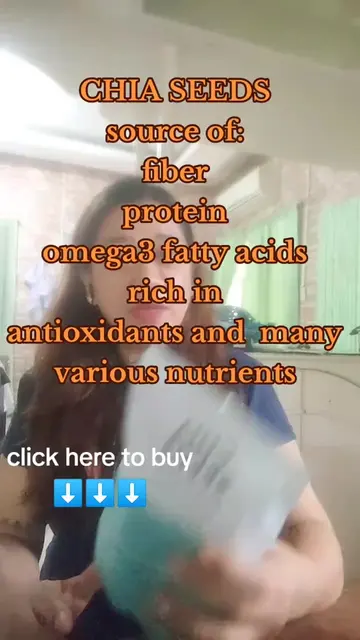 CHIA SEEDS
source of:
fiber
protein
omega3 fatty acids
rich in
antioxidants and many
various nutrients
click here to buy
⬇️⬇️⬇️